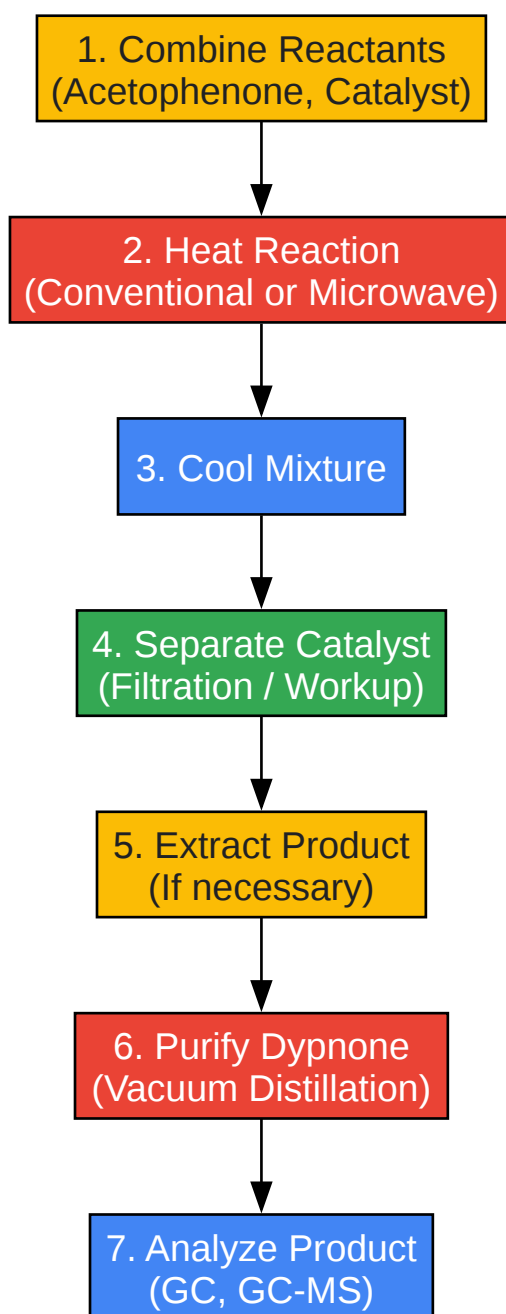 1. Combine Reactants
(Acetophenone, Catalyst)
2. Heat Reaction
(Conventional or Microwave)
3. Cool Mixture
4. Separate Catalyst
(Filtration / Workup)
5. Extract Product
(If necessary)
6. Purify Dypnone
(Vacuum Distillation)
7. Analyze Product
(GC, GC-MS)